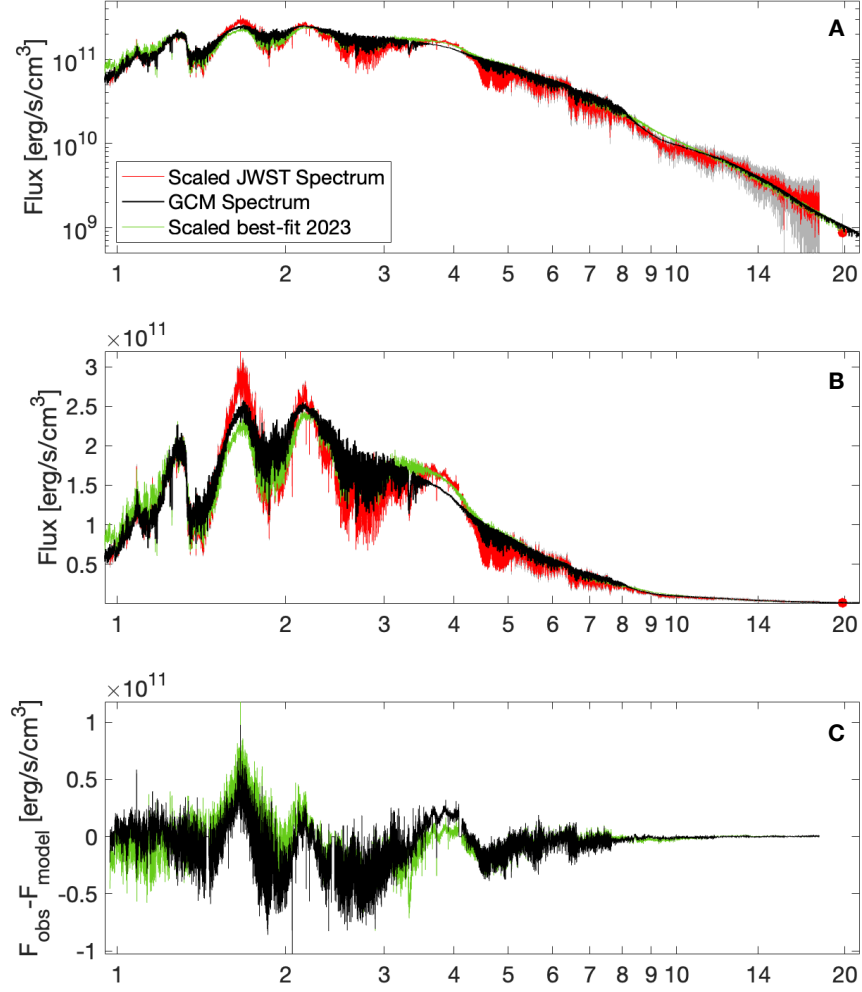 A
Flux [erg/s/cm³]
10¹¹
10¹⁰
10⁹
Scaled JWST Spectrum
GCM Spectrum
Scaled best-fit 2023
1 2 3 4 5 6 7 8 9 10 14 20
×10¹¹
B
Flux [erg/s/cm³]
3
2.5
2
1.5
1
0.5
1 2 3 4 5 6 7 8 9 10 14 20
×10¹¹
C
F_obs-F_model [erg/s/cm³]
1
0.5
0
-0.5
-1
1 2 3 4 5 6 7 8 9 10 14 20